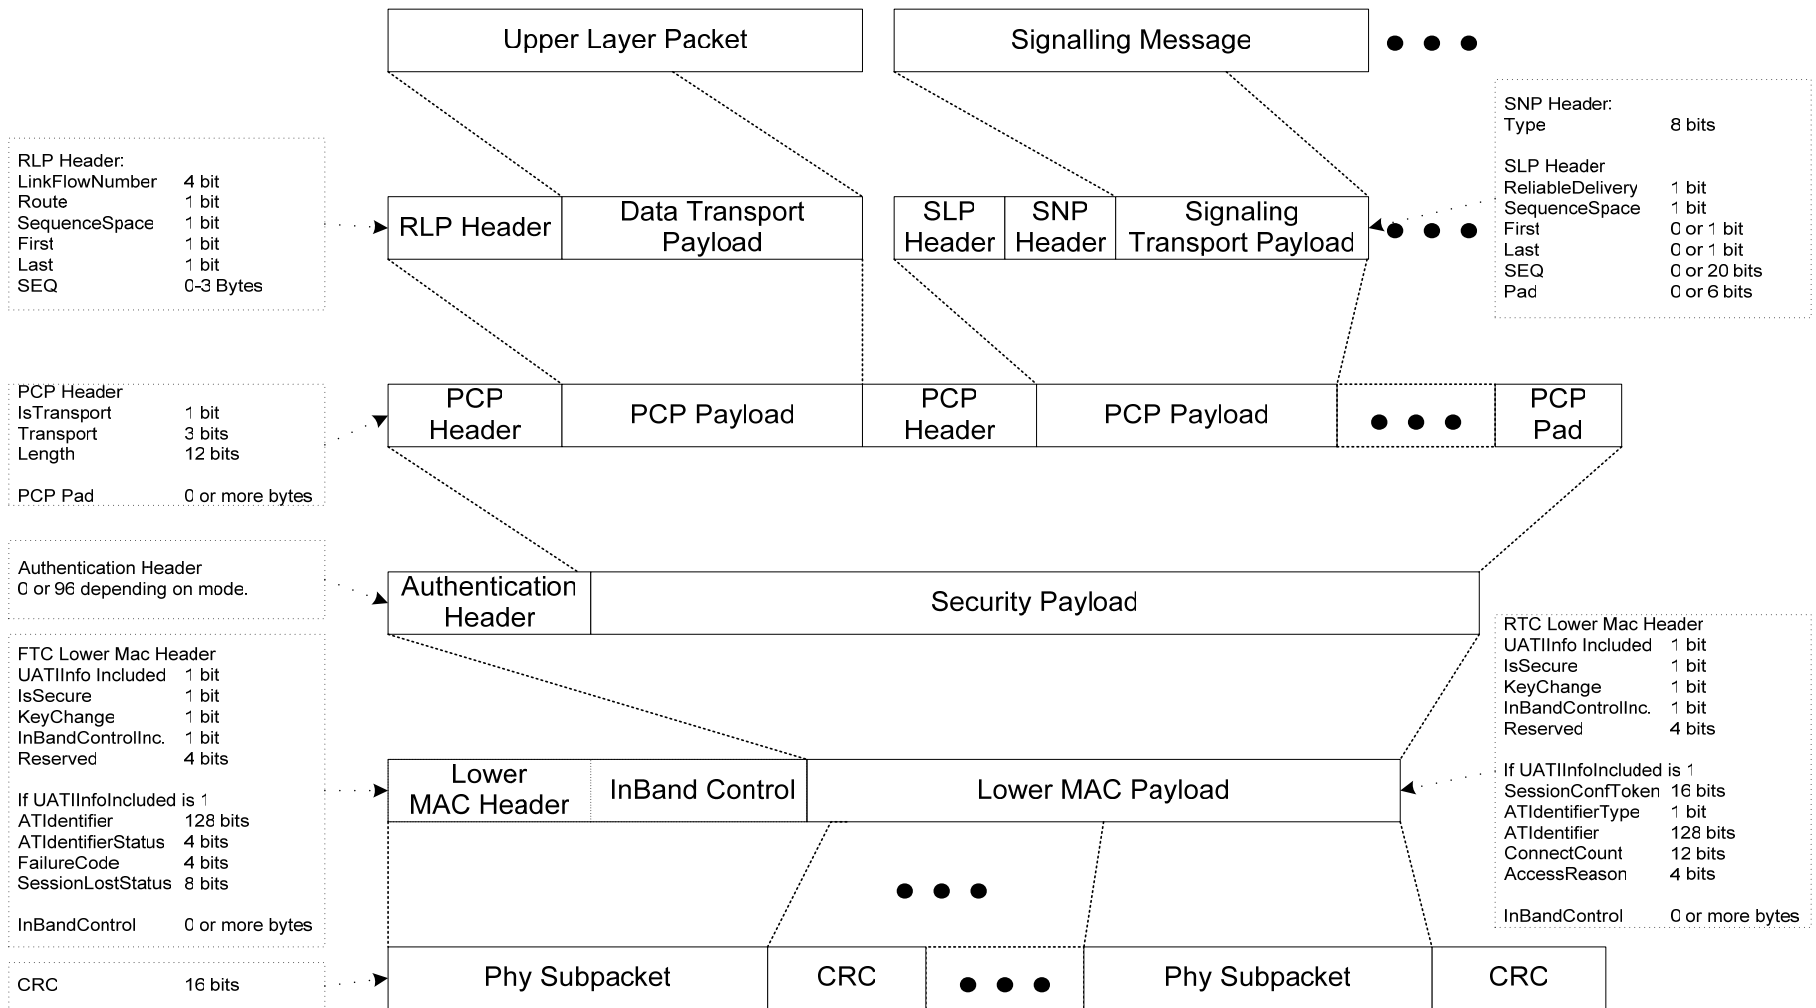 Upper Layer Packet
Signalling Message
SNP Header:
Type 8 bits
SLP Header
ReliableDelivery 1 bit
SequenceSpace 1 bit
First 0 or 1 bit
Last 0 or 1 bit
SEQ 0 or 20 bits
Pad 0 or 6 bits
RLP Header:
LinkFlowNumber 4 bit
Route 1 bit
SequenceSpace 1 bit
First 1 bit
Last 1 bit
SEQ 0-3 Bytes
RLP Header
Data Transport
Payload
SLP
Header
SNP
Header
Signaling
Transport Payload
PCP Header
IsTransport 1 bit
Transport 3 bits
Length 12 bits
PCP Pad 0 or more bytes
PCP
Header
PCP Payload
PCP
Header
PCP Payload
PCP
Pad
Authentication Header
0 or 96 depending on mode.
Authentication
Header
Security Payload
FTC Lower Mac Header
UATIInfo Included 1 bit
IsSecure 1 bit
KeyChange 1 bit
InBandControlInc. 1 bit
Reserved 4 bits
If UATIInfoIncluded is 1
ATIdentifier 128 bits
ATIdentifierStatus 4 bits
FailureCode 4 bits
SessionLostStatus 8 bits
InBandControl 0 or more bytes
Lower
MAC Header
InBand Control
Lower MAC Payload
RTC Lower Mac Header
UATIInfo Included 1 bit
IsSecure 1 bit
KeyChange 1 bit
InBandControlInc. 1 bit
Reserved 4 bits
If UATIInfoIncluded is 1
SessionConfToken 16 bits
ATIdentifierType 1 bit
ATIdentifier 128 bits
ConnectCount 12 bits
AccessReason 4 bits
InBandControl 0 or more bytes
CRC 16 bits
Phy Subpacket
CRC
Phy Subpacket
CRC